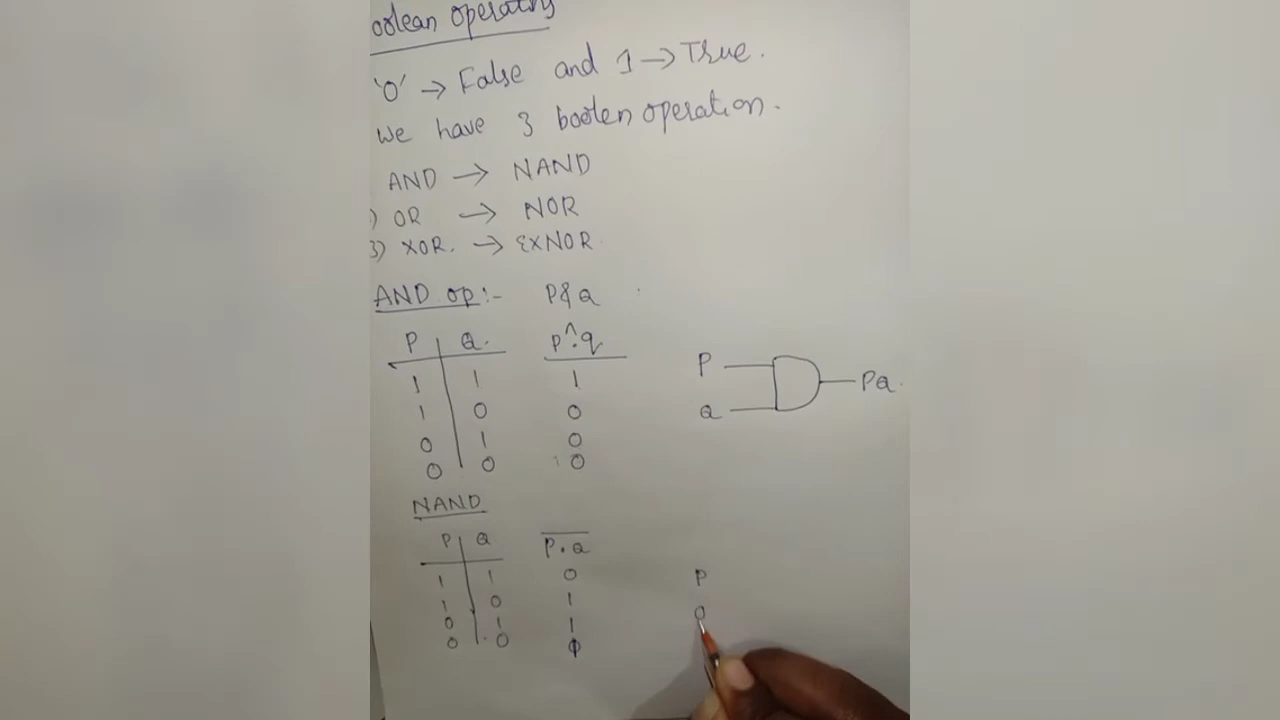 oolean operatns
'0' → False and 1 → True.
we have 3 boolen operation.
AND → NAND
) OR → NOR
3) XOR. → EXNOR
AND op:- P&Q
P Q. P^.q
1 1 1
1 0 0
0 1 0
0 0 0
P
Q
PQ.
NAND
P Q P.Q
1 1 0
1 0 1
0 1 1
0 0
P